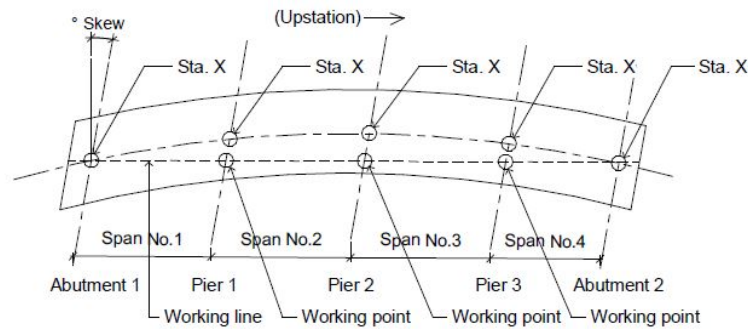 (Upstation)
° Skew
Sta. X Sta. X Sta. X Sta. X Sta. X
Span No.1 Span No.2 Span No.3 Span No.4
Abutment 1 Pier 1 Pier 2 Pier 3 Abutment 2
Working line Working point Working point Working point